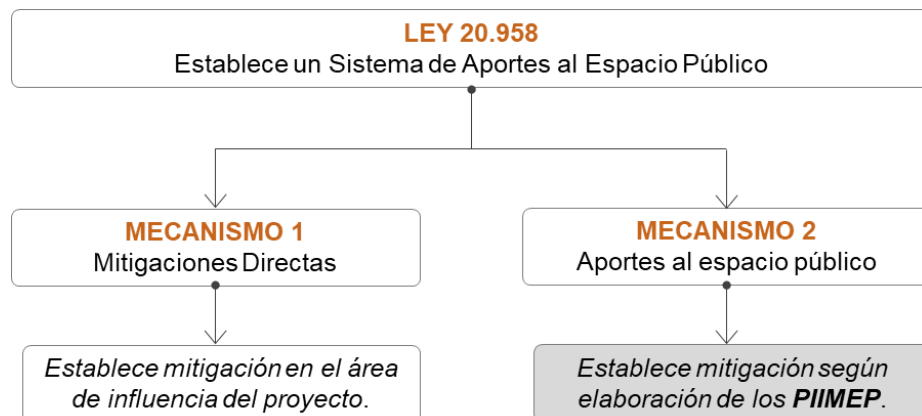 LEY 20.958
Establece un Sistema de Aportes al Espacio Público
MECANISMO 1
Mitigaciones Directas
MECANISMO 2
Aportes al espacio público
Establece mitigación en el área
de influencia del proyecto.
Establece mitigación según
elaboración de los PIIMEP.